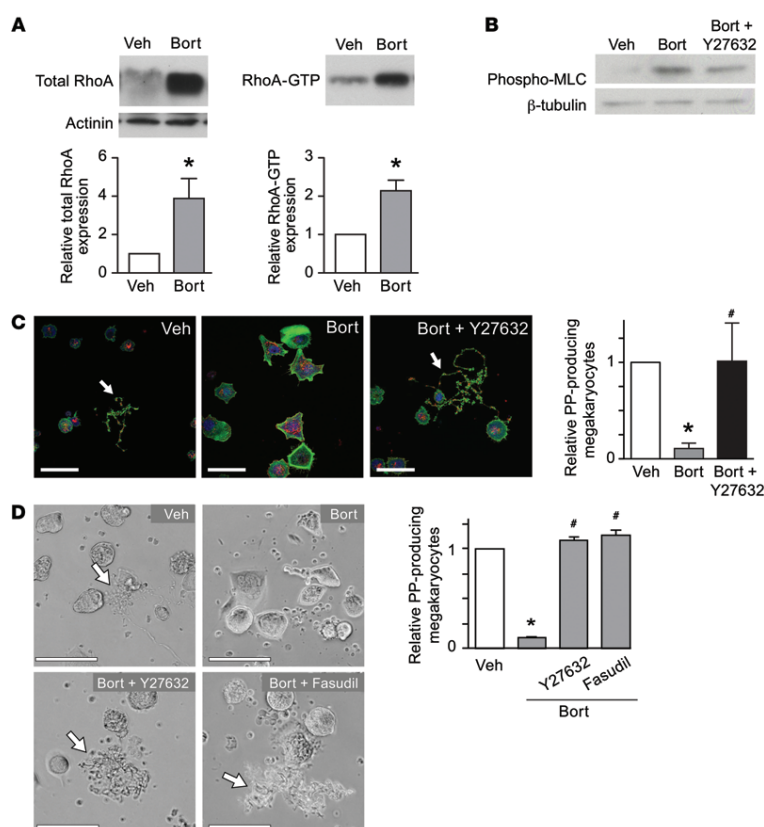 A
Veh Bort
Total RhoA
Actinin
Relative total RhoA
expression
6
4
2
0
*
Veh Bort
Veh Bort
RhoA-GTP
Relative RhoA-GTP
expression
3
2
1
0
*
Veh Bort
B
Veh Bort Bort +
Y27632
Phospho-MLC
β-tubulin
C
Veh
Bort
Bort + Y27632
Relative PP-producing
megakaryocytes
1
0
*
#
Veh Bort Bort +
Y27632
D
Veh
Bort
Bort + Y27632
Bort + Fasudil
Relative PP-producing
megakaryocytes
1
0
*
#
#
Veh
Y27632
Fasudil
Bort